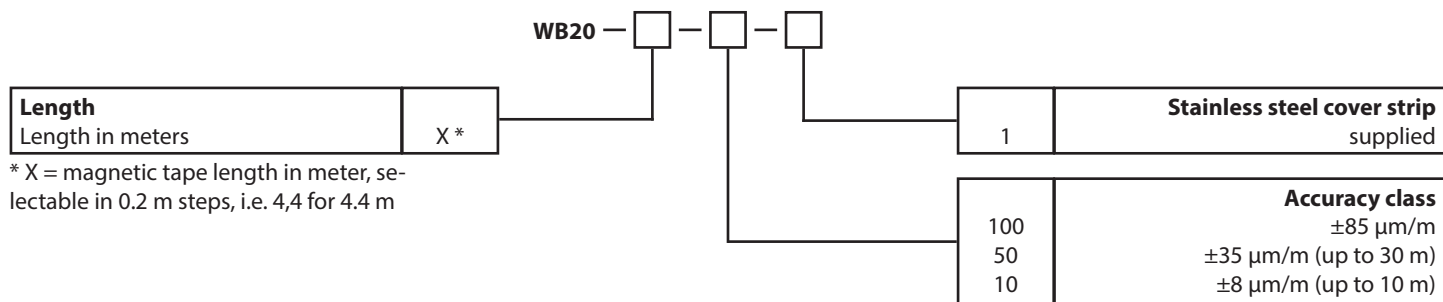 WB20 — □ — □ — □
Length
Length in meters X *
* X = magnetic tape length in meter, se-
lectable in 0.2 m steps, i.e. 4,4 for 4.4 m
Stainless steel cover strip
1 supplied
Accuracy class
100 ±85 µm/m
50 ±35 µm/m (up to 30 m)
10 ±8 µm/m (up to 10 m)